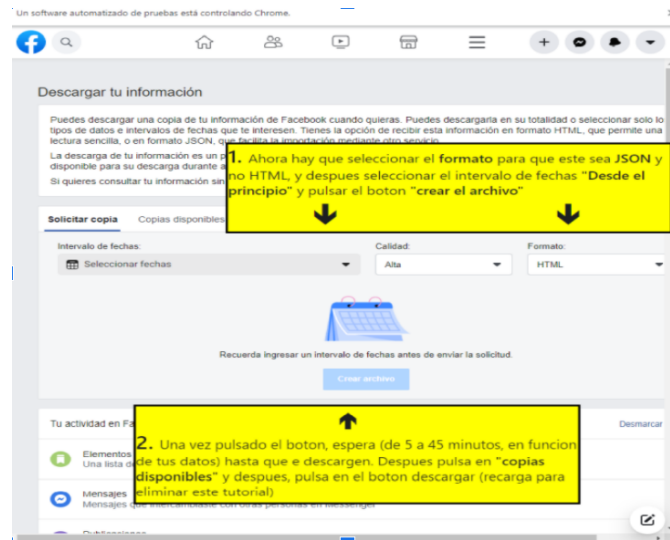 Un software automatizado de pruebas está controlando Chrome.
Descargar tu información
Puedes descargar una copia de tu información de Facebook cuando quieras. Puedes descargarla en su totalidad o seleccionar solo lo
tipos de datos e intervalos de fechas que te interesen. Tienes la opción de recibir esta información en formato HTML, que permite una
lectura sencilla, o en formato JSON, que facilita la importación mediante otro servicio.
La descarga de tu información es un p
disponible para su descarga durante a
Si quieres consultar tu información sin
1. Ahora hay que seleccionar el formato para que este sea JSON y
no HTML, y despues seleccionar el intervalo de fechas "Desde el
principio" y pulsar el boton "crear el archivo"
Solicitar copia Copias disponibles
Intervalo de fechas: Calidad: Formato:
Seleccionar fechas Alta HTML
Recuerda ingresar un intervalo de fechas antes de enviar la solicitud.
Crear archivo
Tu actividad en Fa Desmarcar
2. Una vez pulsado el boton, espera (de 5 a 45 minutos, en funcion
de tus datos) hasta que e descargen. Despues pulsa en "copias
disponibles" y despues, pulsa en el boton descargar (recarga para
eliminar este tutorial)
Elementos
Una lista d
Mensajes
Mensajes que intercambiaste con otras personas en Messenger